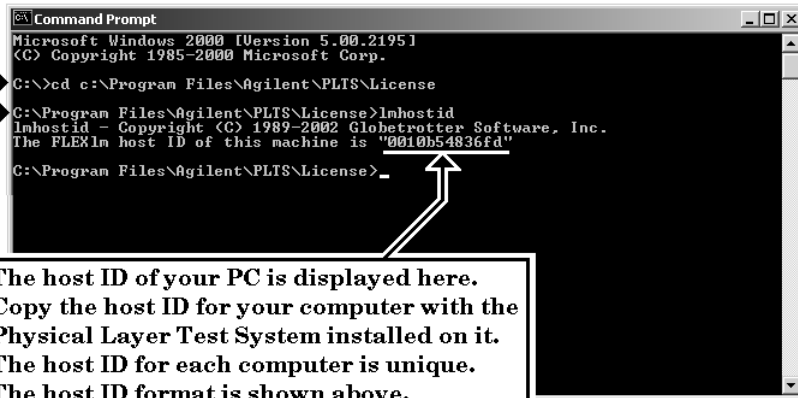 Command Prompt
Microsoft Windows 2000 [Version 5.00.2195]
(C) Copyright 1985-2000 Microsoft Corp.
C:\>cd c:\Program Files\Agilent\PLTS\License
C:\Program Files\Agilent\PLTS\License>lmhostid
lmhostid - Copyright (C) 1989-2002 Globetrotter Software, Inc.
The FLEXlm host ID of this machine is "0010b54836fd"
C:\Program Files\Agilent\PLTS\License>_
The host ID of your PC is displayed here.
Copy the host ID for your computer with the
Physical Layer Test System installed on it.
The host ID for each computer is unique.
The host ID format is shown above.